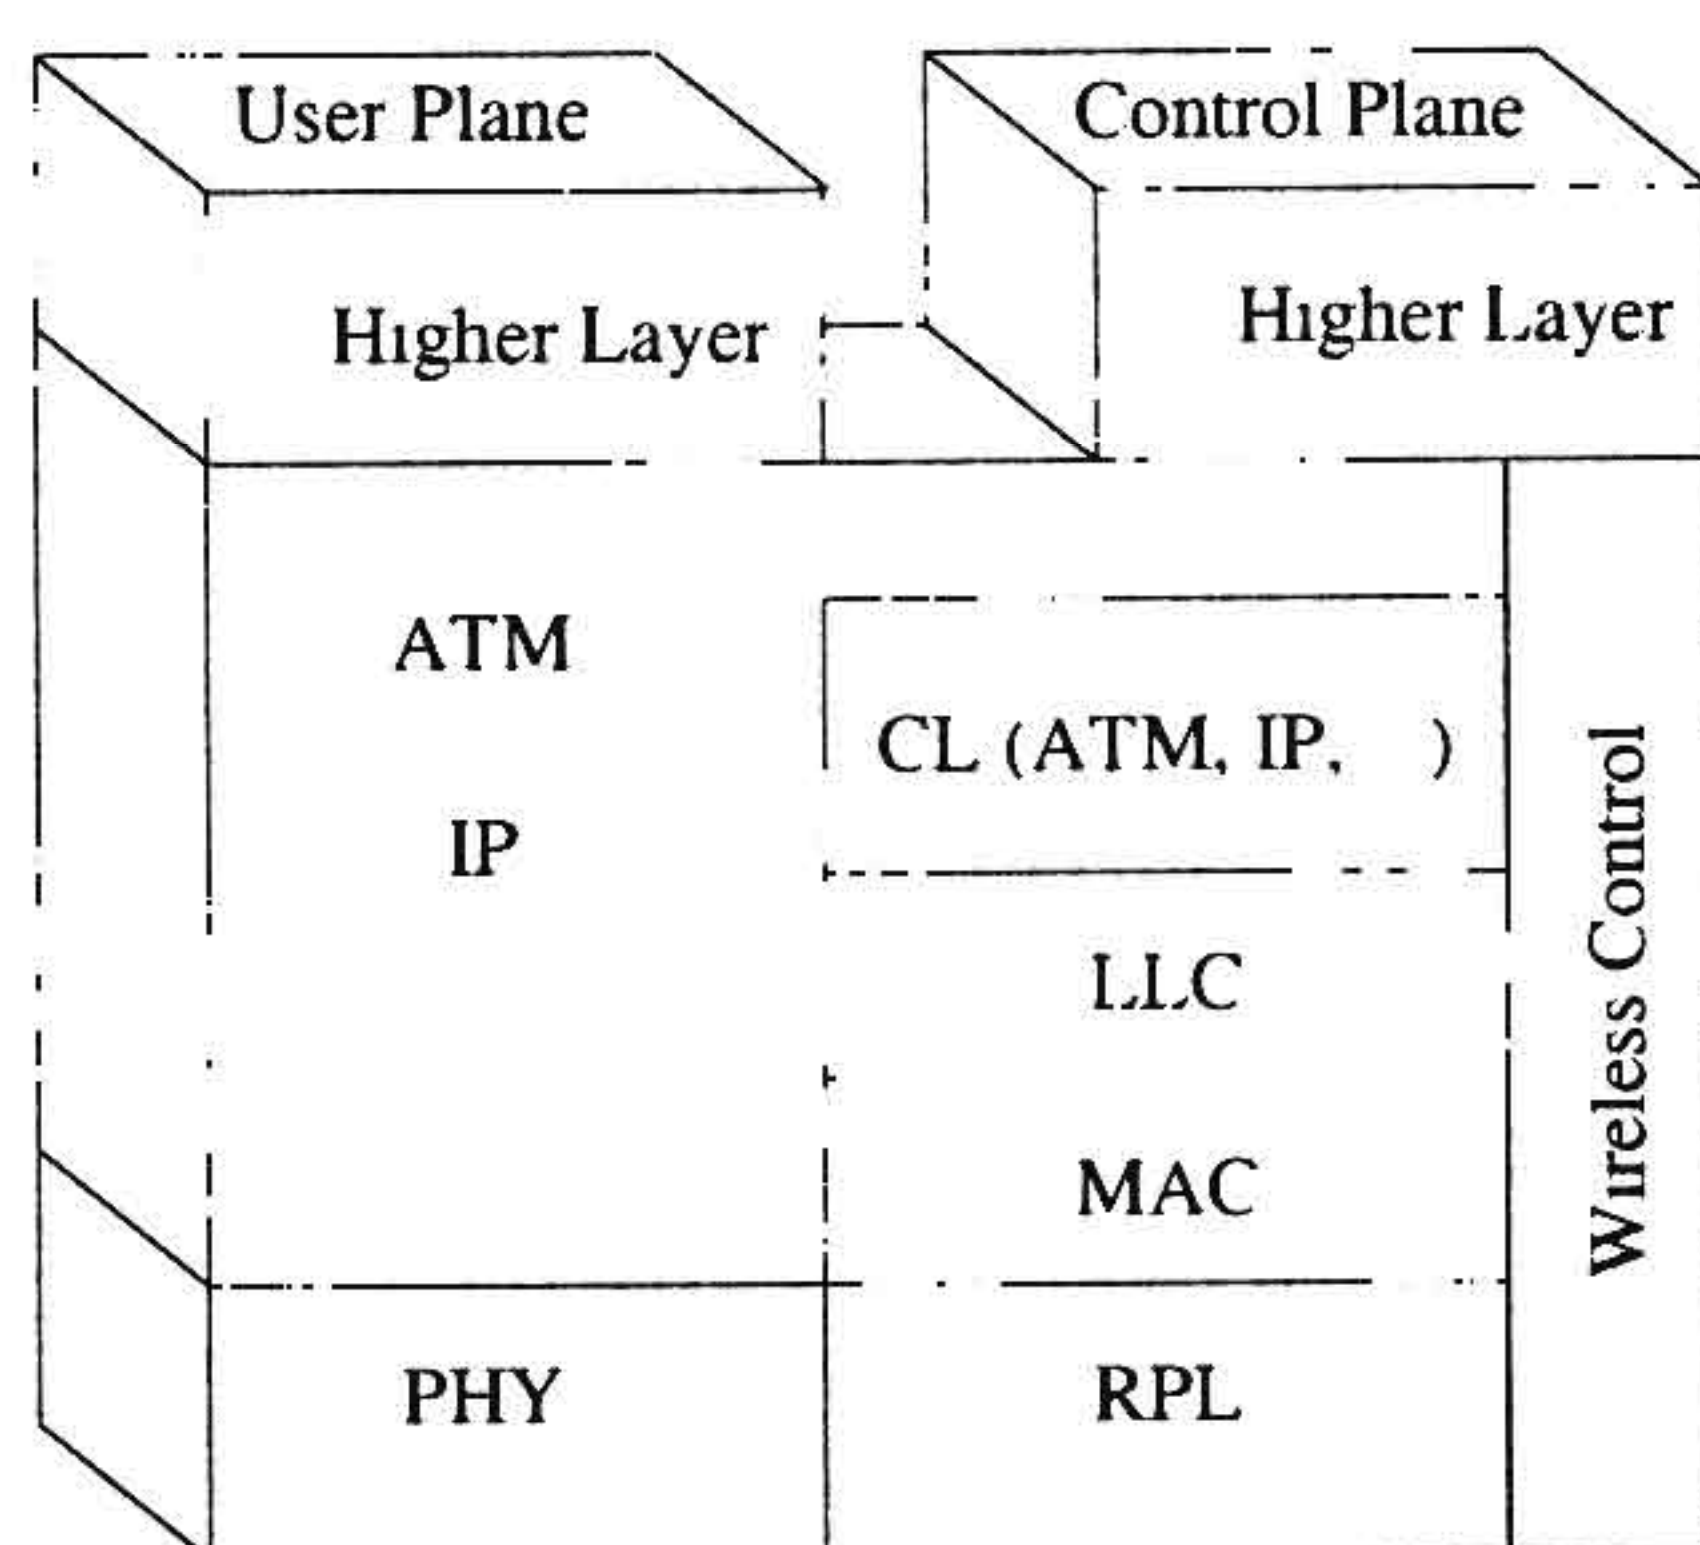 User Plane
Control Plane
Higher Layer
Higher Layer
ATM
IP
CL (ATM, IP, )
LLC
MAC
PHY
RPL
Wireless Control